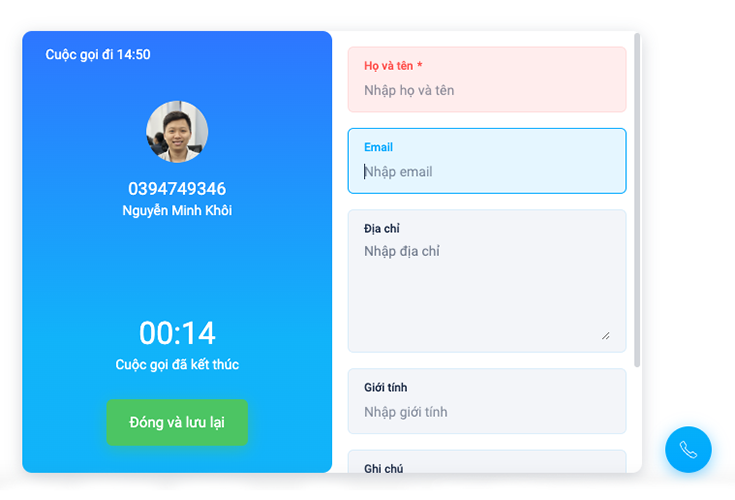 Cuộc gọi đi 14:50
0394749346
Nguyễn Minh Khôi
00:14
Cuộc gọi đã kết thúc
Đóng và lưu lại
Họ và tên *
Nhập họ và tên
Email
Nhập email
Địa chỉ
Nhập địa chỉ
Giới tính
Nhập giới tính
Ghi chú